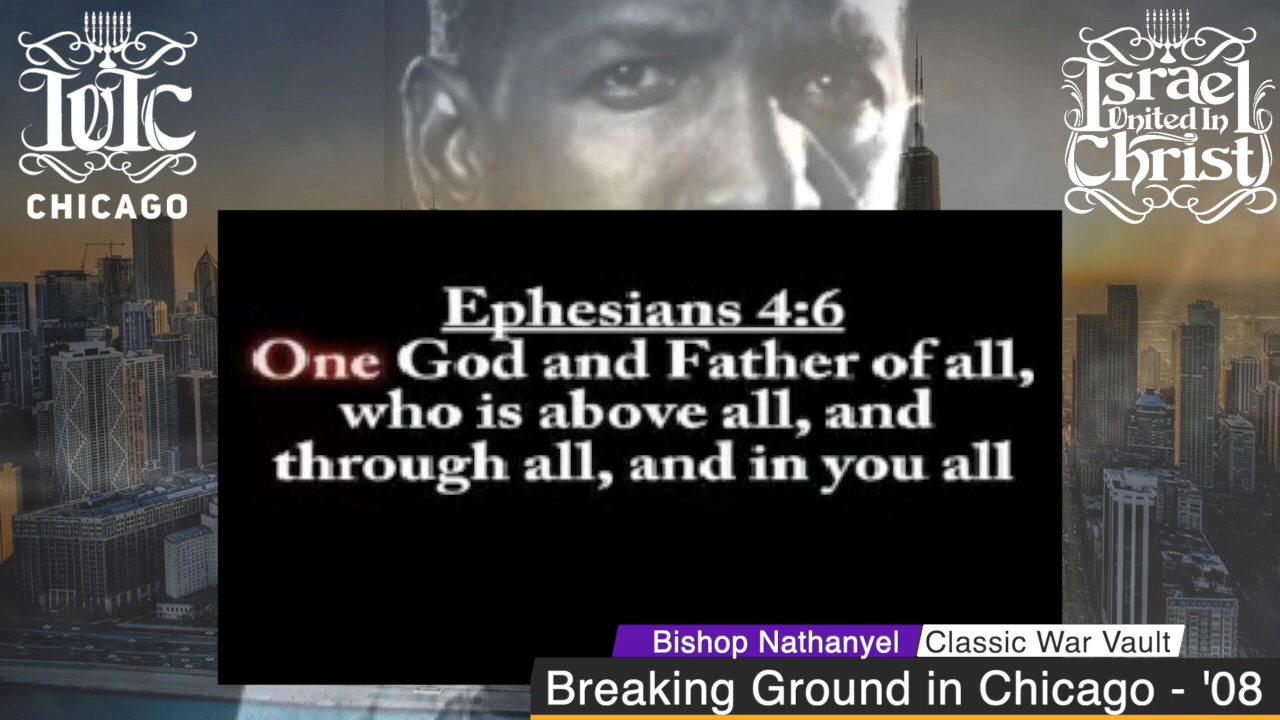 IUIC
CHICAGO
Israel
United In
Christ
Ephesians 4:6
One God and Father of all,
who is above all, and
through all, and in you all
Bishop Nathanyel
Classic War Vault
Breaking Ground in Chicago - '08